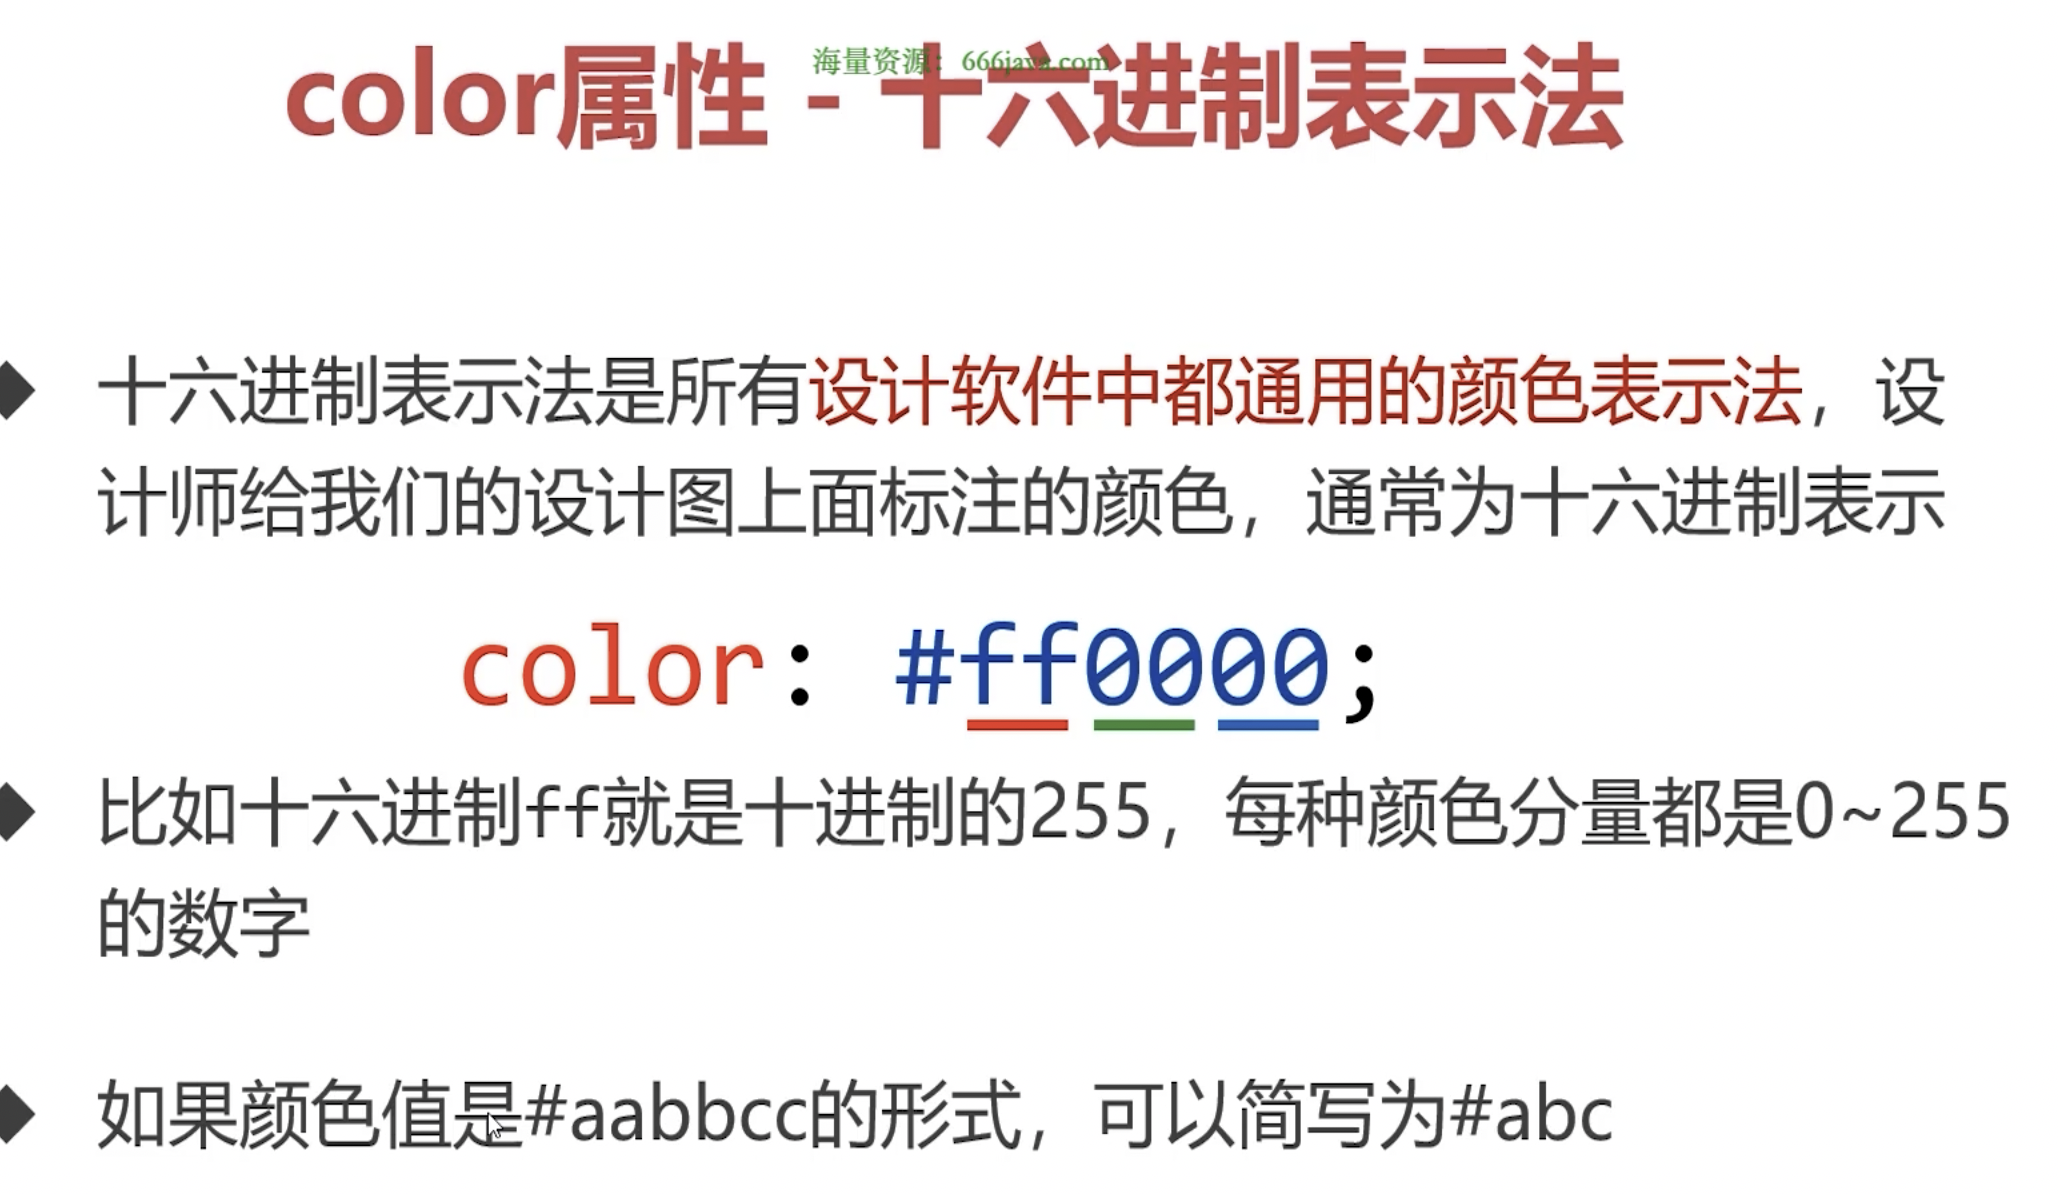 海量资源：666java.com
color属性 - 十六进制表示法
十六进制表示法是所有设计软件中都通用的颜色表示法，设
计师给我们的设计图上面标注的颜色，通常为十六进制表示
color: #ff0000;
比如十六进制ff就是十进制的255，每种颜色分量都是0~255
的数字
如果颜色值是#aabbcc的形式，可以简写为#abc